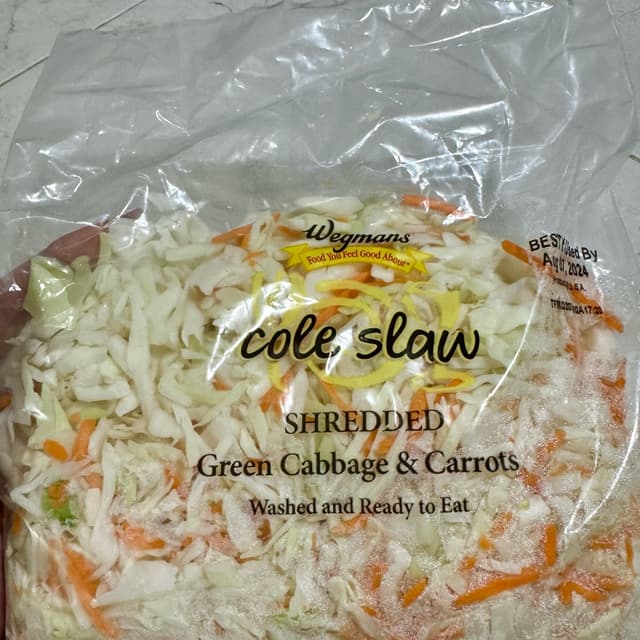 Wegmans
Food You Feel Good About
cole slaw
SHREDDED
Green Cabbage & Carrots
Washed and Ready to Eat
BEST By
2024